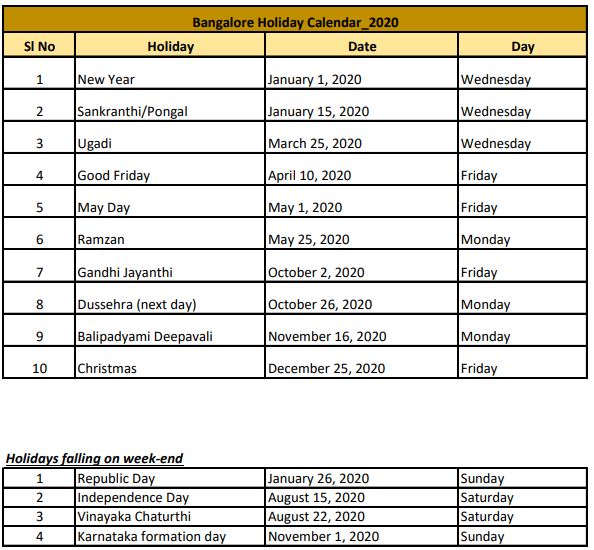 Bangalore Holiday Calendar_2020
Sl No Holiday Date Day
1 New Year January 1, 2020 Wednesday
2 Sankranthi/Pongal January 15, 2020 Wednesday
3 Ugadi March 25, 2020 Wednesday
4 Good Friday April 10, 2020 Friday
5 May Day May 1, 2020 Friday
6 Ramzan May 25, 2020 Monday
7 Gandhi Jayanthi October 2, 2020 Friday
8 Dussehra (next day) October 26, 2020 Monday
9 Balipadyami Deepavali November 16, 2020 Monday
10 Christmas December 25, 2020 Friday
Holidays falling on week-end
1 Republic Day January 26, 2020 Sunday
2 Independence Day August 15, 2020 Saturday
3 Vinayaka Chaturthi August 22, 2020 Saturday
4 Karnataka formation day November 1, 2020 Sunday